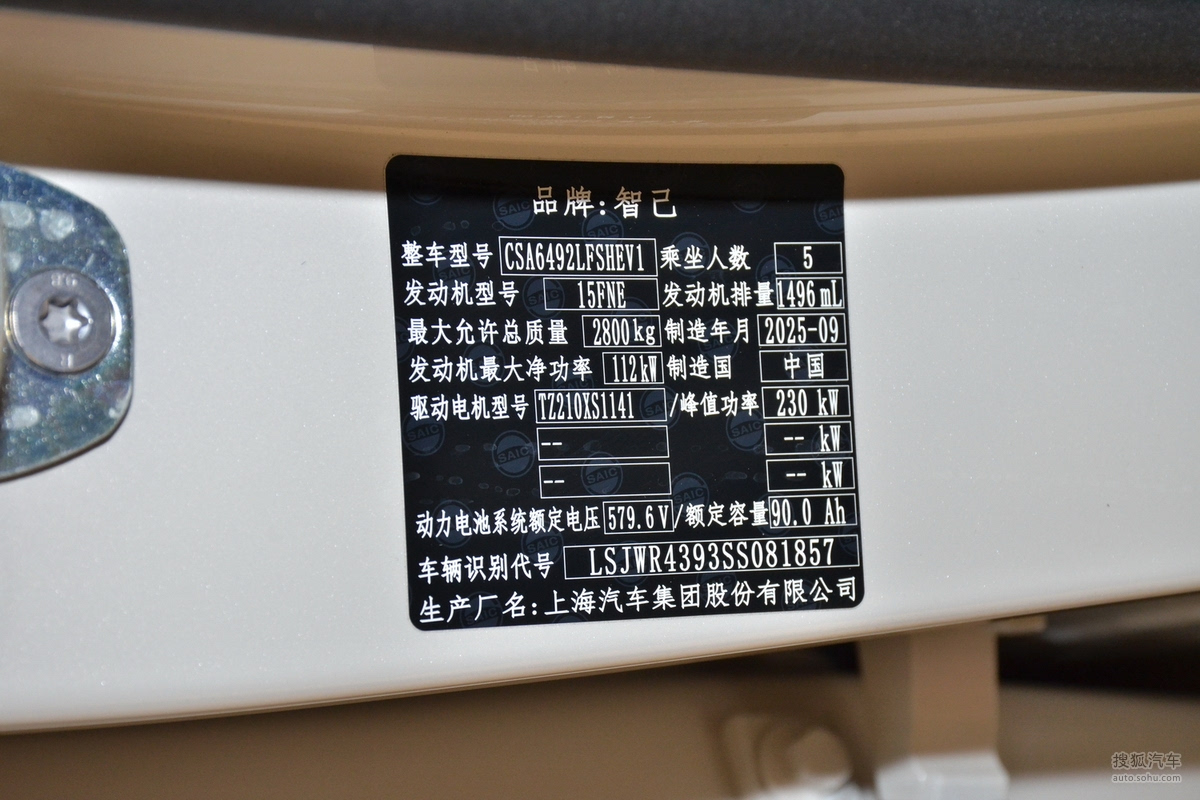 品牌:智己
整车型号 CSA6492LFSHEV1 乘坐人数 5
发动机型号 15FNE 发动机排量 1496mL
最大允许总质量 2800kg 制造年月 2025-09
发动机最大净功率 112kW 制造国 中国
驱动电机型号 TZ210XS1141 /峰值功率 230 kW
-- -- kW
-- -- kW
动力电池系统额定电压 579.6V /额定容量 90.0 Ah
车辆识别代号 LSJWR4393SS081857
生产厂名:上海汽车集团股份有限公司
搜狐汽车
auto.sohu.com